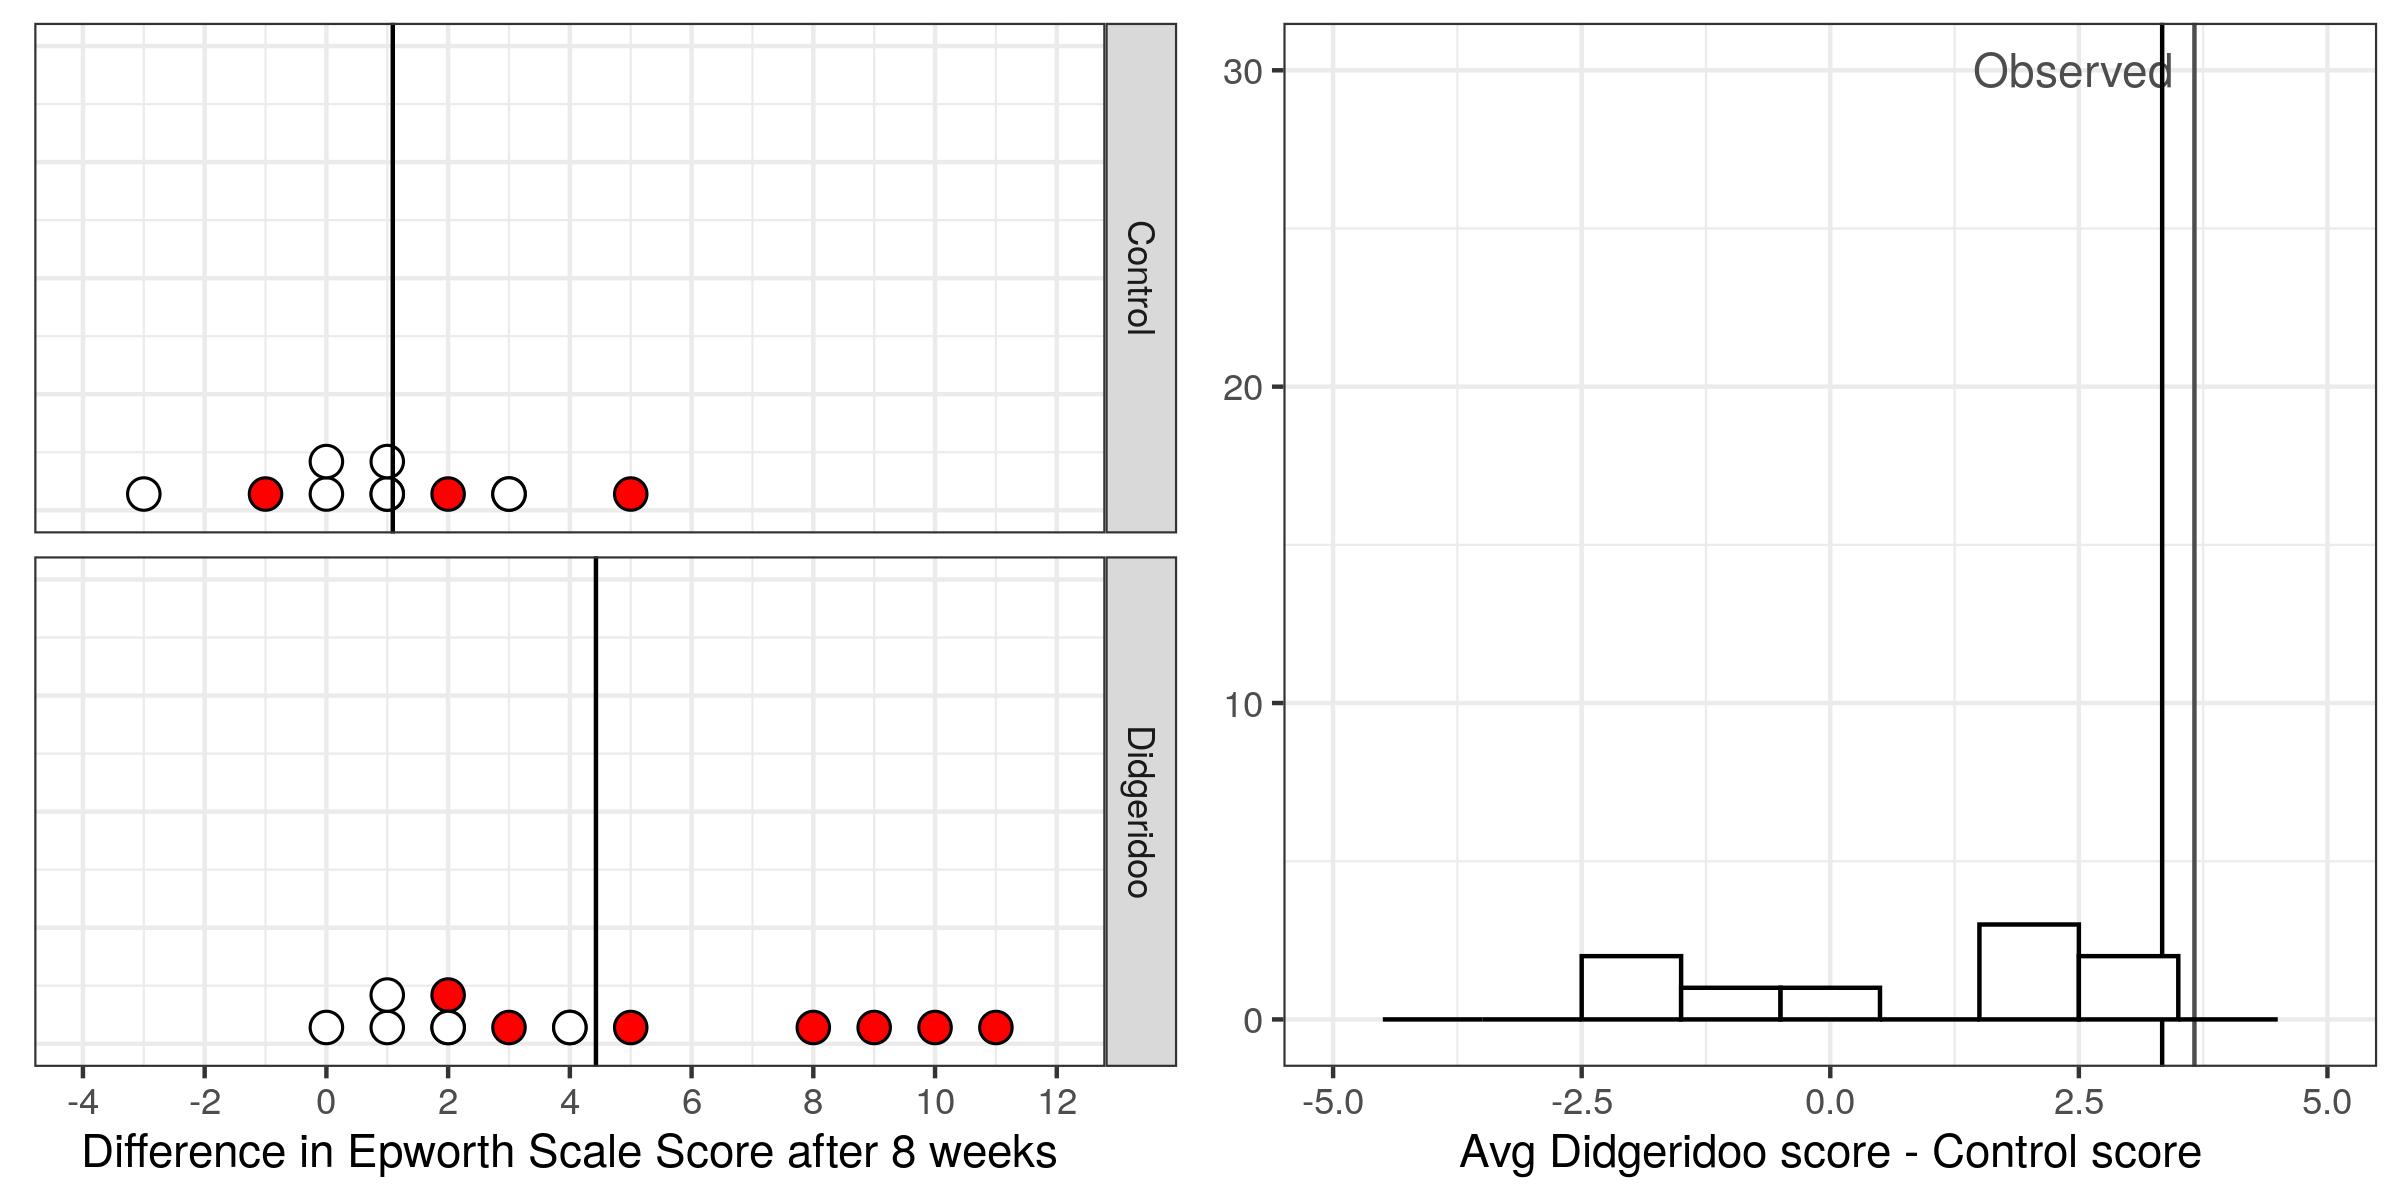 Control
Didgeridoo
-4 -2 0 2 4 6 8 10 12
Difference in Epworth Scale Score after 8 weeks
Observed
30
20
10
0
-5.0 -2.5 0.0 2.5 5.0
Avg Didgeridoo score - Control score